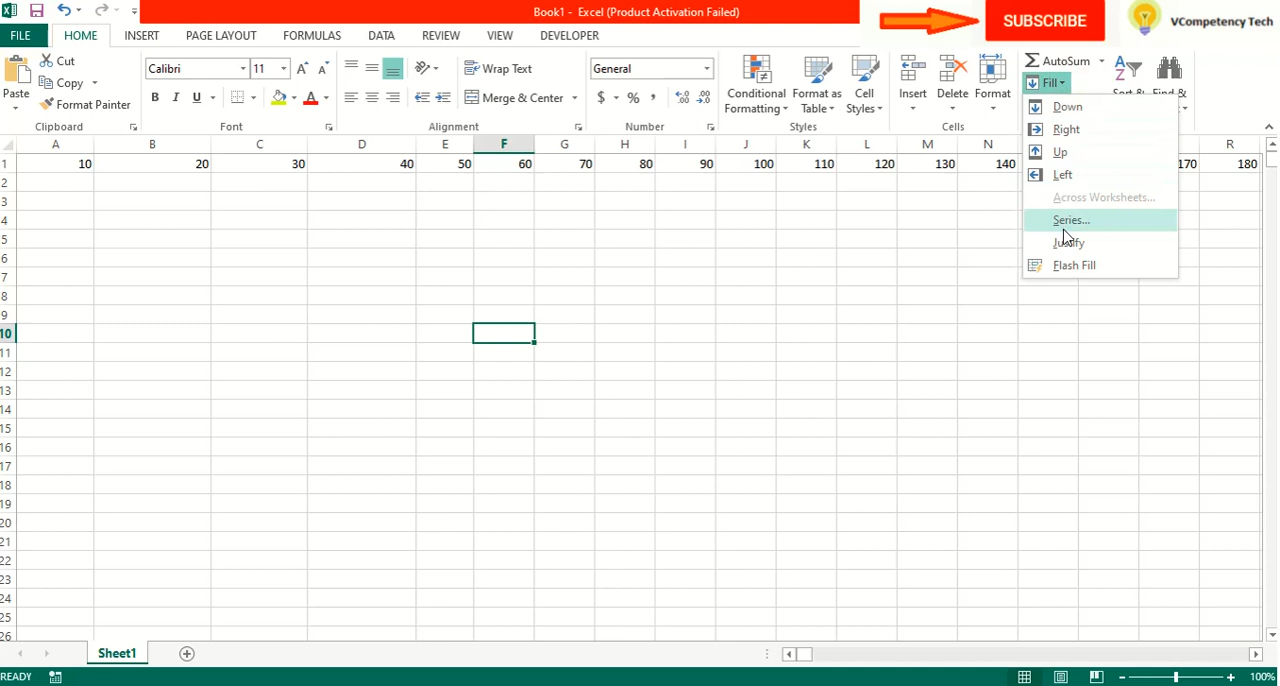 Book1 - Excel (Product Activation Failed)
SUBSCRIBE
VCompetency Tech
FILE HOME INSERT PAGE LAYOUT FORMULAS DATA REVIEW VIEW DEVELOPER
Paste
Cut
Copy
Format Painter
Clipboard
Calibri 11
B I U
Font
Wrap Text
Merge & Center
Alignment
General
$ % ,
Number
Conditional Formatting
Format as Table
Cell Styles
Styles
Insert Delete Format
Cells
AutoSum
Fill
Down
Right
Up
Left
Across Worksheets...
Series...
Justify
Flash Fill
Sort &
Find &
A B C D E F G H I J K L M N R
1 10 20 30 40 50 60 70 80 90 100 110 120 130 140 170 180
2
3
4
5
6
7
8
9
10
11
12
13
14
15
16
17
18
19
20
21
22
23
24
25
26
Sheet1
READY
100%